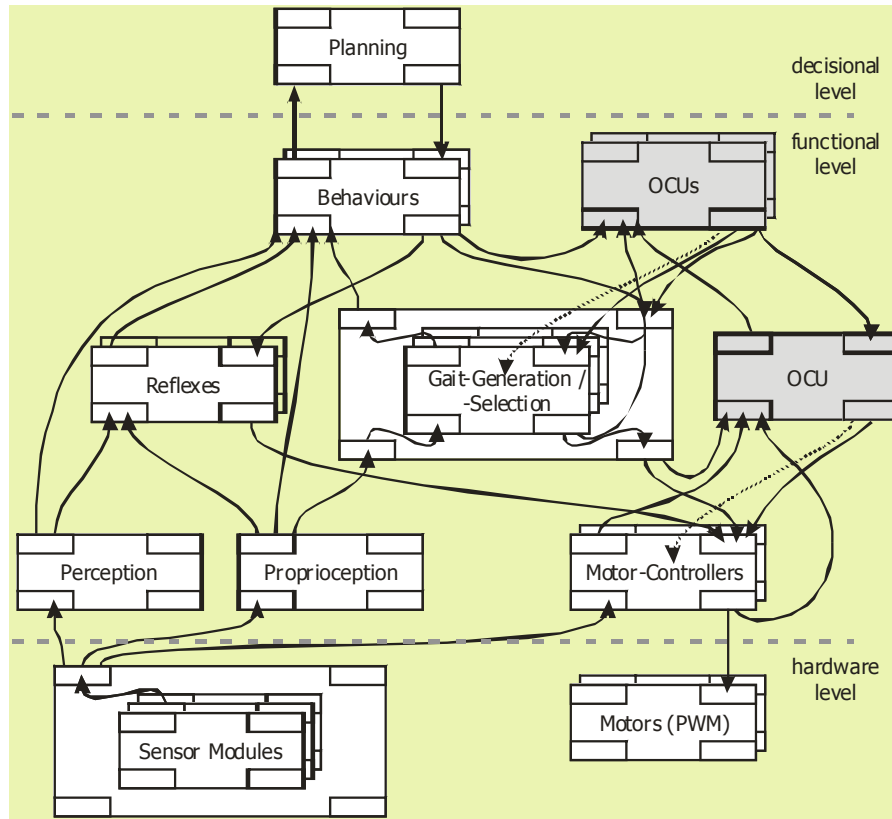 Planning
decisional
level
functional
level
Behaviours
OCUs
Reflexes
Gait-Generation /
-Selection
OCU
Perception
Proprioception
Motor-Controllers
hardware
level
Sensor Modules
Motors (PWM)